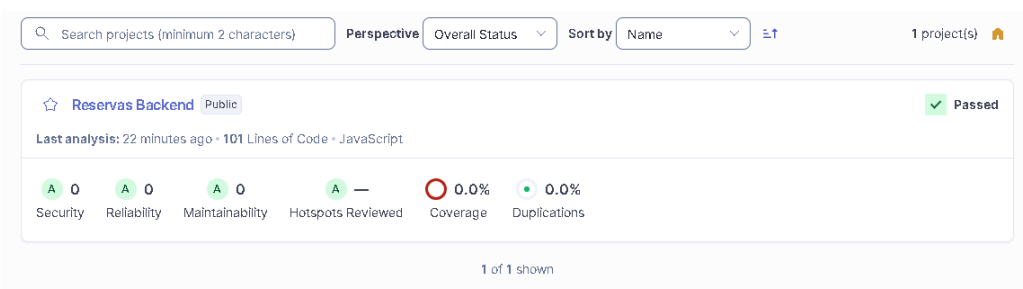 Search projects (minimum 2 characters) Perspective Overall Status Sort by Name 1 project(s)
Reservas Backend Public Passed
Last analysis: 22 minutes ago • 101 Lines of Code • JavaScript
A 0 A 0 A 0 A — 0.0% 0.0%
Security Reliability Maintainability Hotspots Reviewed Coverage Duplications
1 of 1 shown